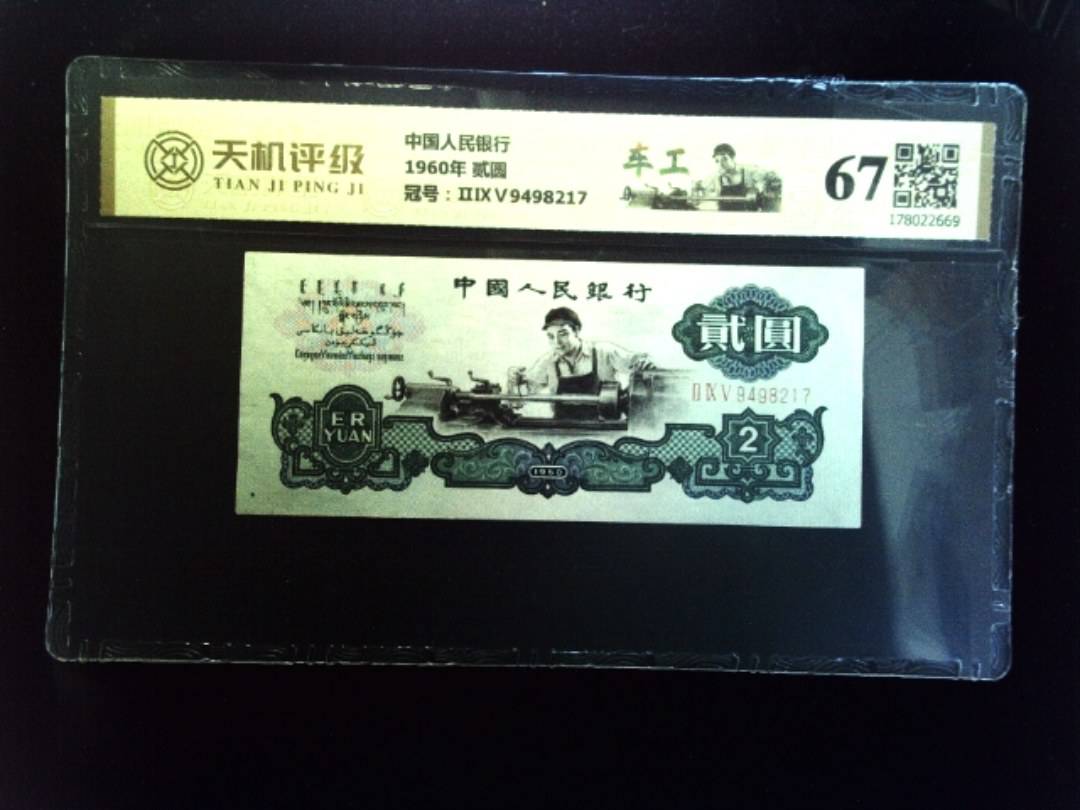 天机评级
TIAN JI PING JI
中国人民银行
1960年 贰圆
冠号：ⅡⅠⅩⅤ9498217
车工
67
178022669
中國人民銀行
貳圓
ⅡⅨⅤ9498217
ER
YUAN
2
1960